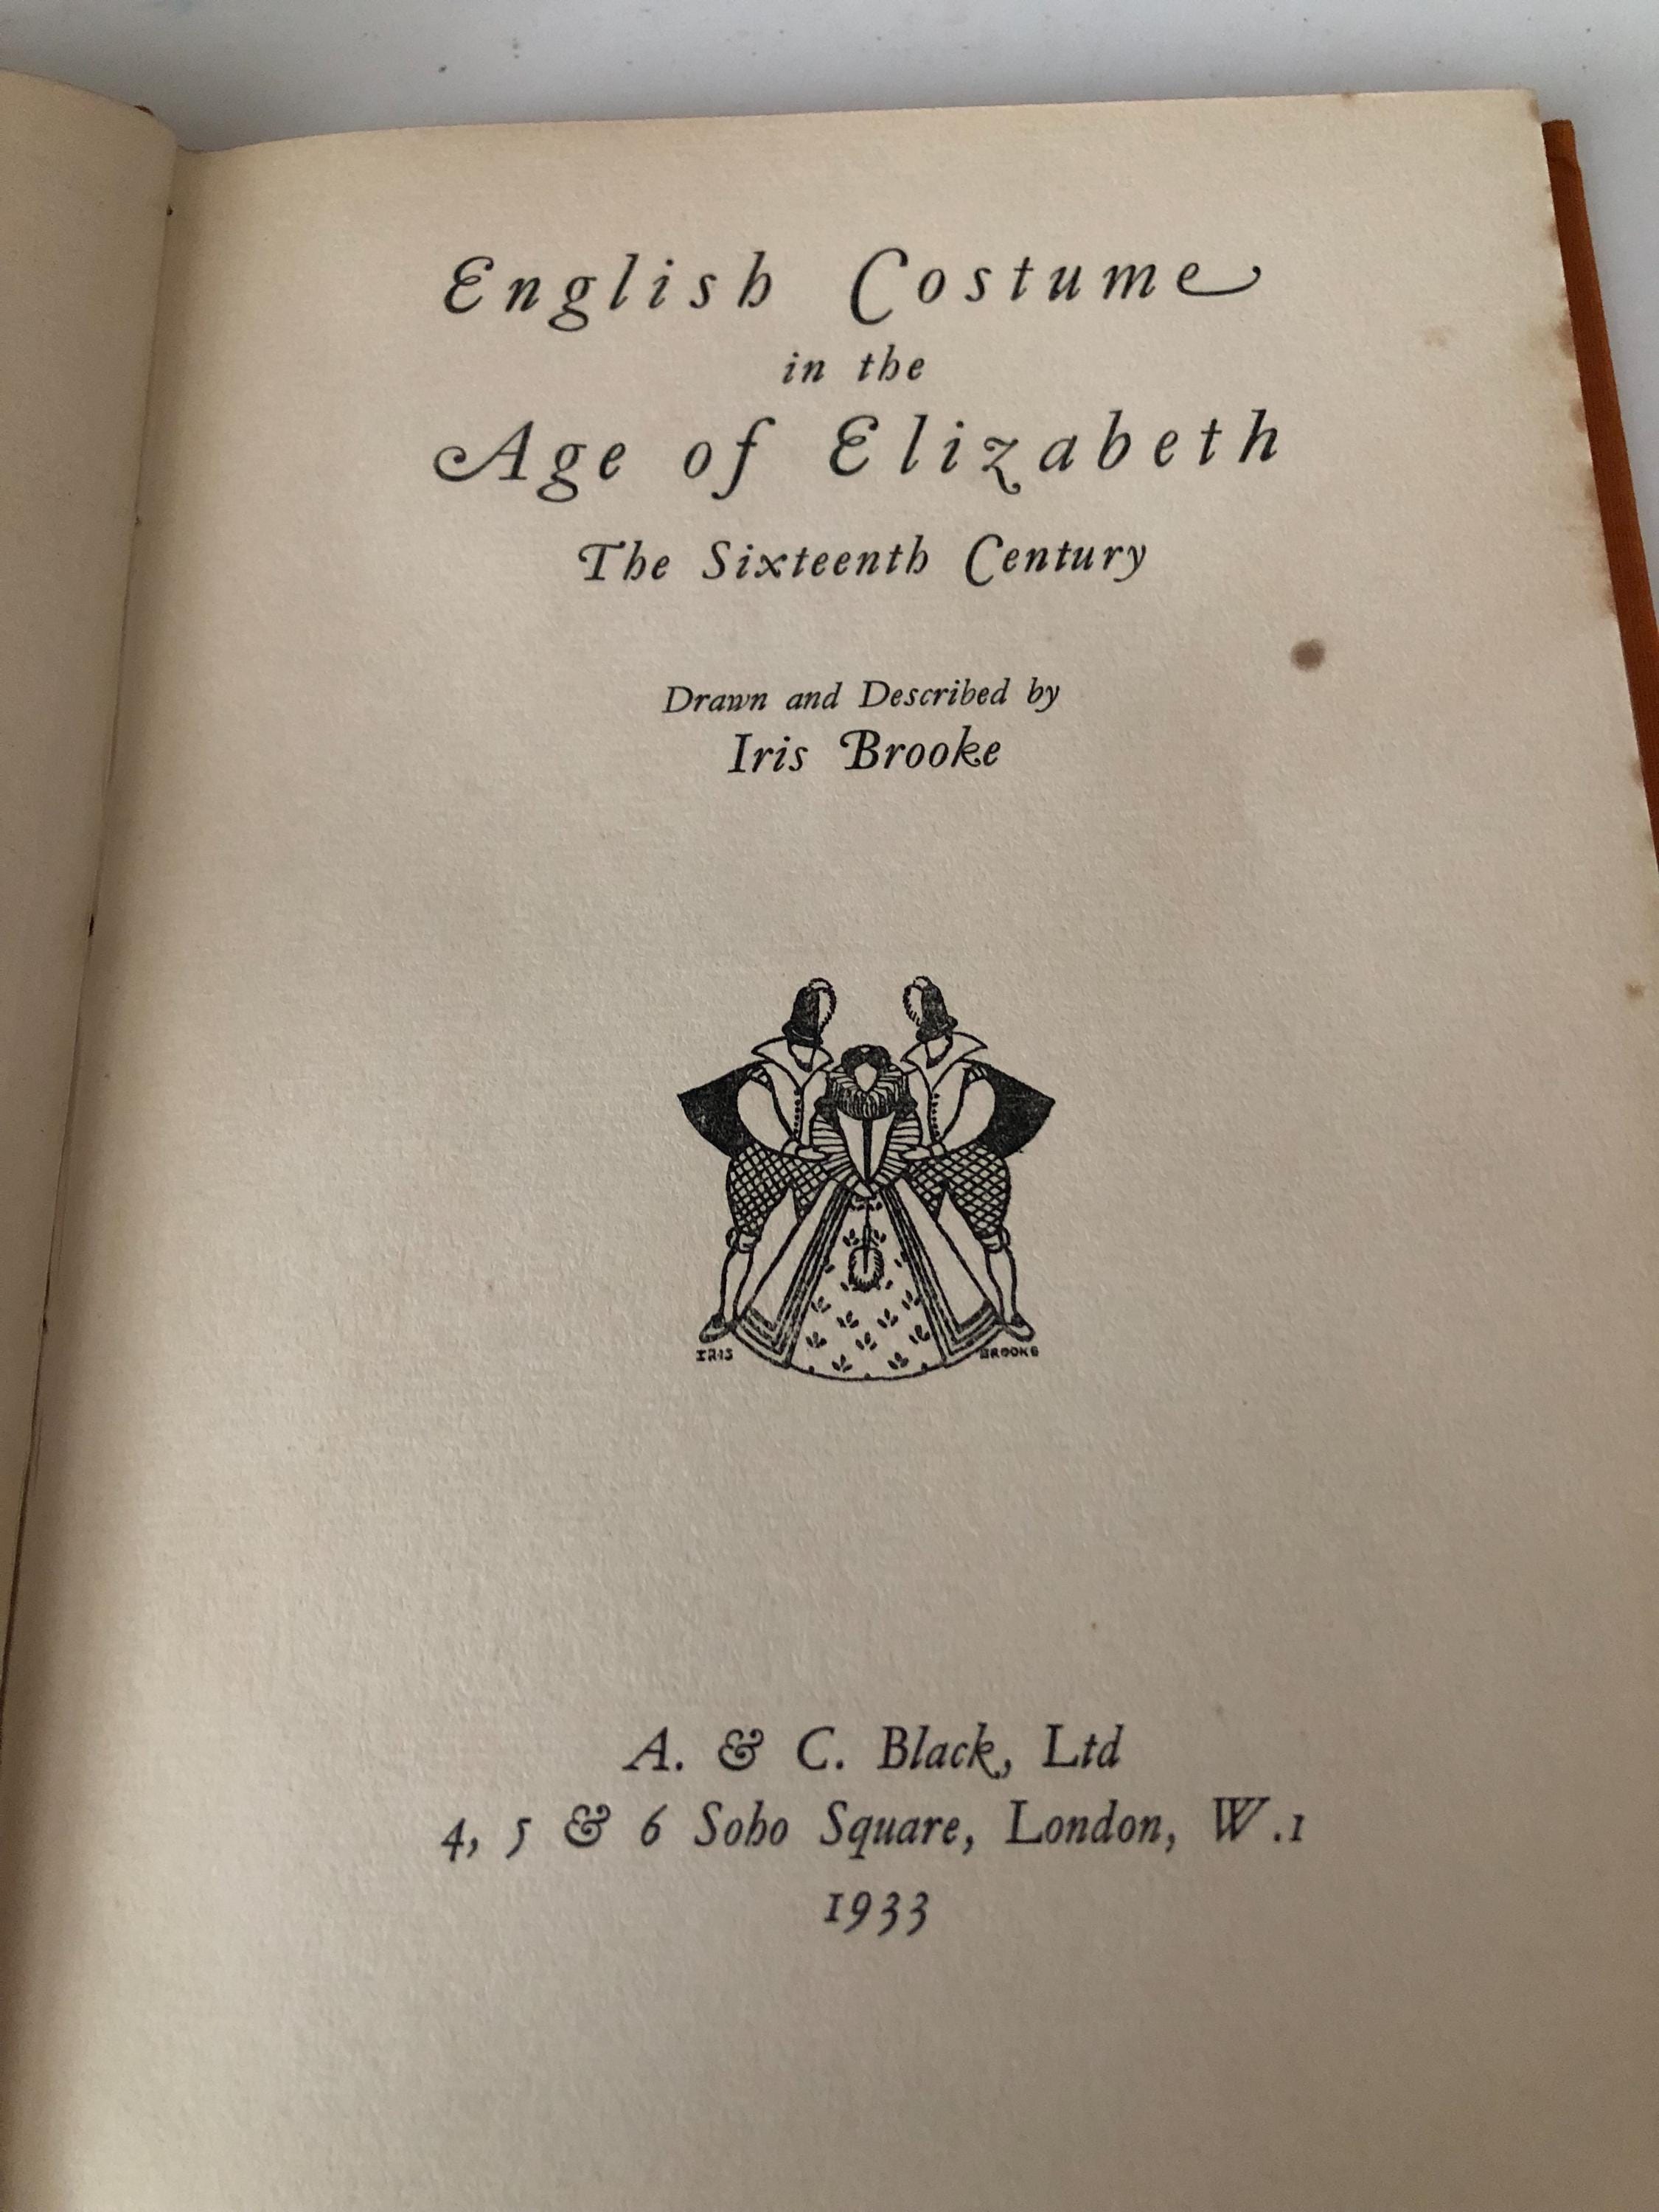 English Costume
in the
Age of Elizabeth
The Sixteenth Century
Drawn and Described by
Iris Brooke
IRIS BROOKE
A. & C. Black, Ltd
4, 5 & 6 Soho Square, London, W.1
1933